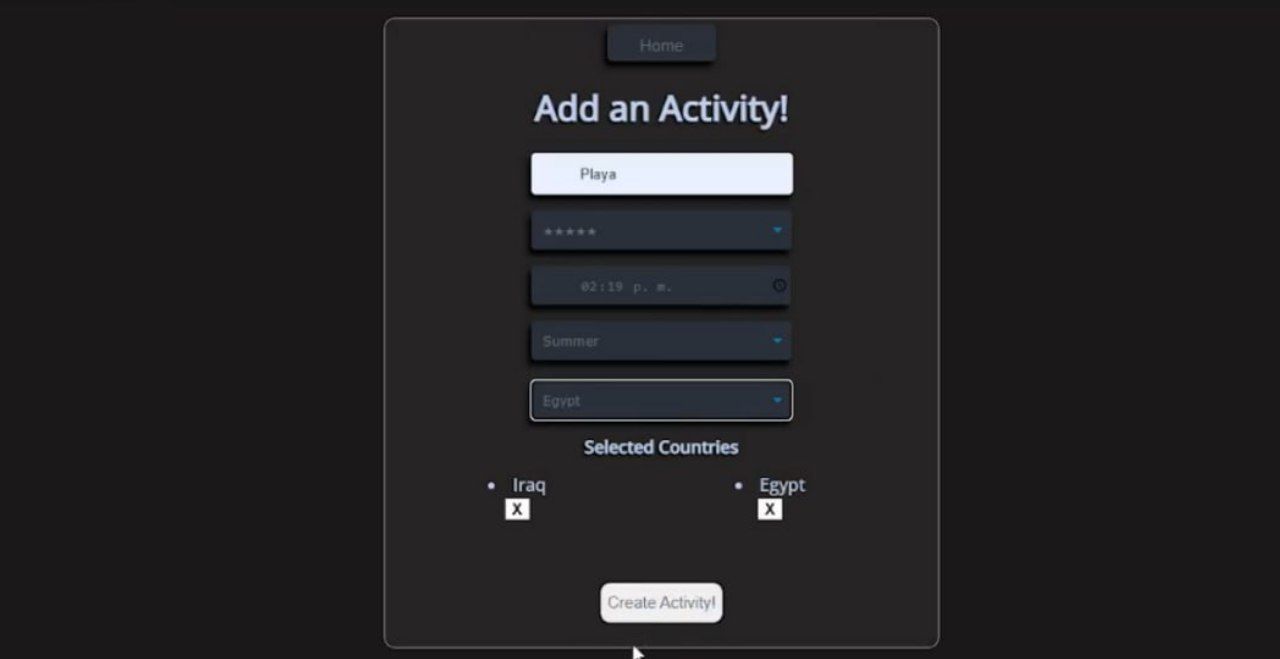 Home
Add an Activity!
Playa
★★★★★
02:19 p. m.
Summer
Egypt
Selected Countries
• Iraq • Egypt
X X
Create Activity!